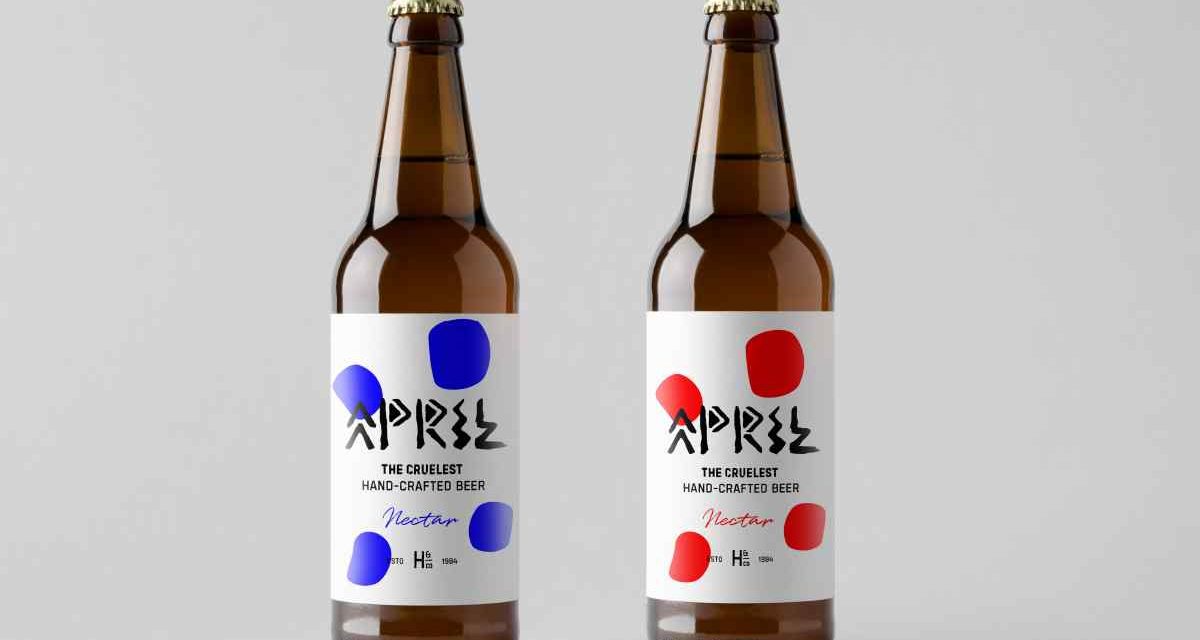 APRIL
THE CRUELEST
HAND-CRAFTED BEER
Nectar
ESTD H&CO 1984
APRIL
THE CRUELEST
HAND-CRAFTED BEER
Nectar
ESTD H&CO 1984